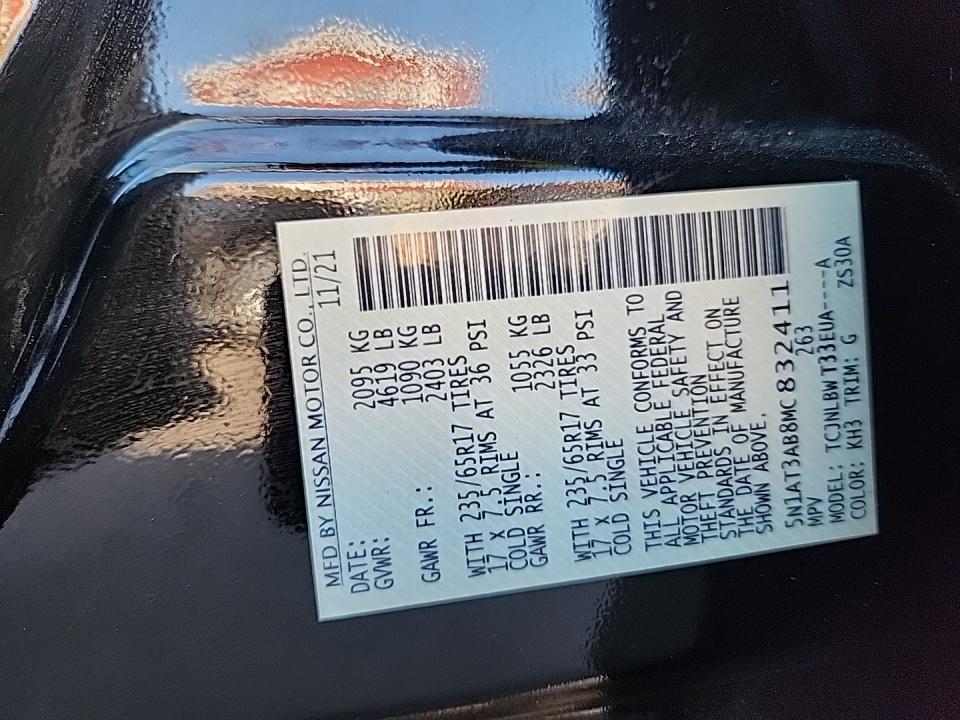 MFD BY NISSAN MOTOR CO., LTD.
DATE: 11/21
GVWR: 2095 KG
4619 LB
GAWR FR.: 1090 KG
2403 LB
WITH 235/65R17 TIRES
17 X 7.5 RIMS AT 36 PSI
COLD SINGLE
GAWR RR.: 1055 KG
2326 LB
WITH 235/65R17 TIRES
17 X 7.5 RIMS AT 33 PSI
COLD SINGLE
THIS VEHICLE CONFORMS TO
ALL APPLICABLE FEDERAL
MOTOR VEHICLE SAFETY AND
THEFT PREVENTION
STANDARDS IN EFFECT ON
THE DATE OF MANUFACTURE
SHOWN ABOVE.
5N1AT3AB8MC832411
MPV 263
MODEL: TCJNLBWT33EUA----A
COLOR: KH3 TRIM: G ZS30A